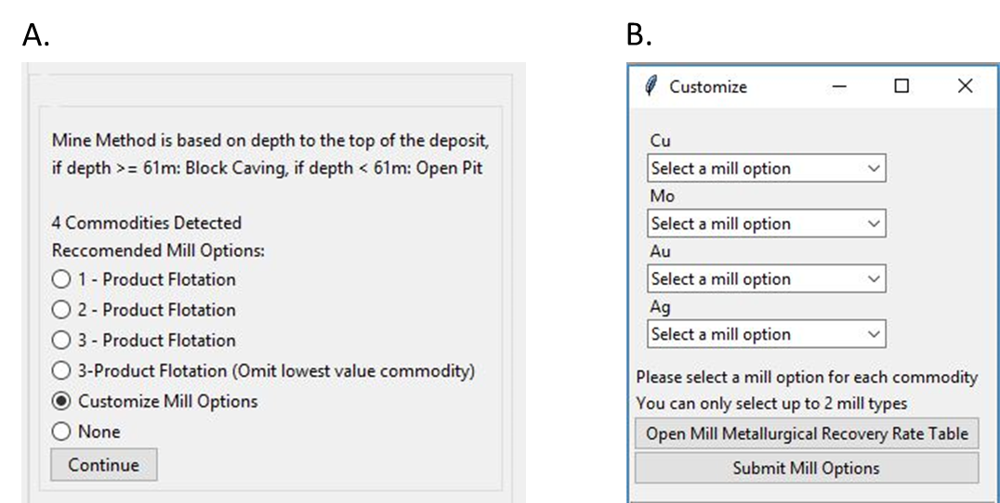 A.
Mine Method is based on depth to the top of the deposit,
if depth >= 61m: Block Caving, if depth < 61m: Open Pit
4 Commodities Detected
Reccomended Mill Options:
1 - Product Flotation
2 - Product Flotation
3 - Product Flotation
3-Product Flotation (Omit lowest value commodity)
Customize Mill Options
None
Continue
B.
Customize
Cu
Select a mill option
Mo
Select a mill option
Au
Select a mill option
Ag
Select a mill option
Please select a mill option for each commodity
You can only select up to 2 mill types
Open Mill Metallurgical Recovery Rate Table
Submit Mill Options